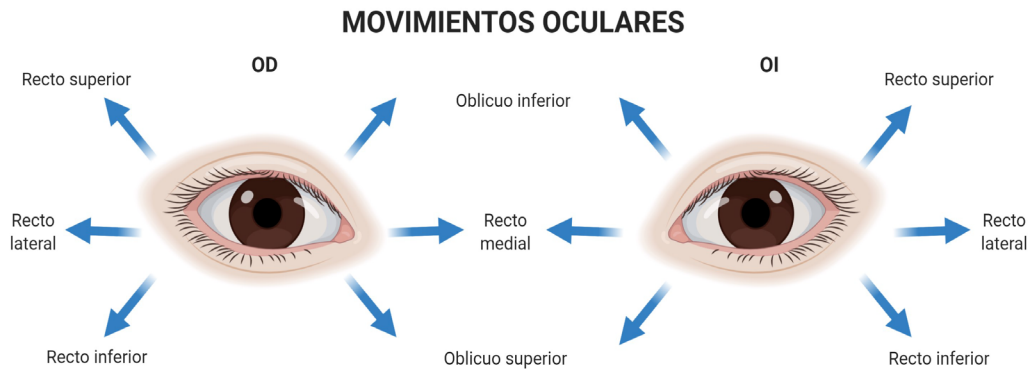 MOVIMIENTOS OCULARES
OD
OI
Recto superior
Oblicuo inferior
Recto superior
Recto
lateral
Recto
medial
Recto
lateral
Recto inferior
Oblicuo superior
Recto inferior